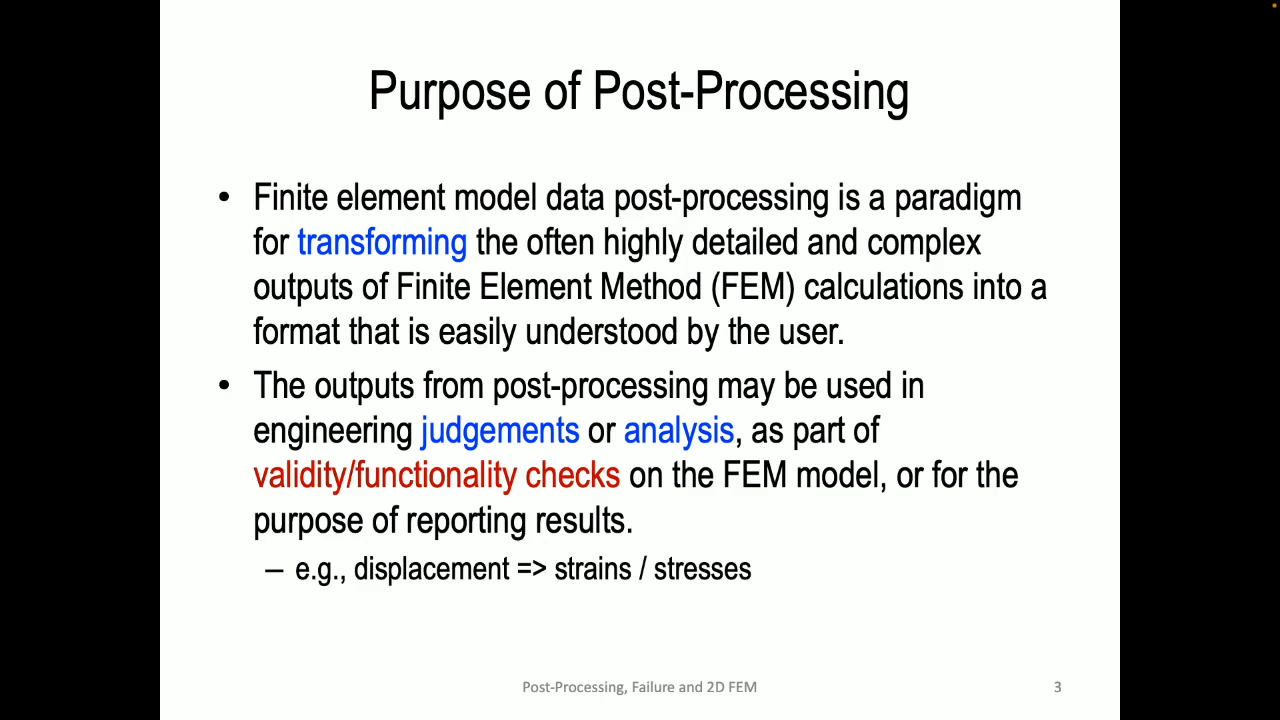 Purpose of Post-Processing
• Finite element model data post-processing is a paradigm
for transforming the often highly detailed and complex
outputs of Finite Element Method (FEM) calculations into a
format that is easily understood by the user.
• The outputs from post-processing may be used in
engineering judgements or analysis, as part of
validity/functionality checks on the FEM model, or for the
purpose of reporting results.
– e.g., displacement => strains / stresses
Post-Processing, Failure and 2D FEM
3